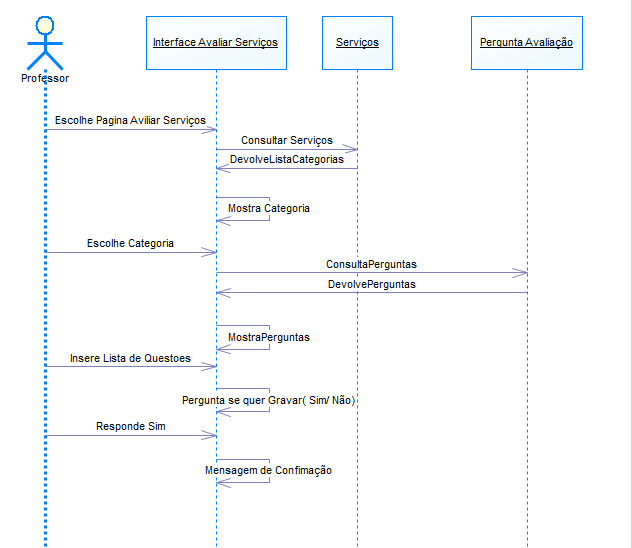 Interface Avaliar Serviços
Serviços
Pergunta Avaliação
Professor
Escolhe Pagina Aviliar Serviços
Consultar Serviços
DevolveListaCategorias
Mostra Categoria
Escolhe Categoria
ConsultaPerguntas
DevolvePerguntas
MostraPerguntas
Insere Lista de Questoes
Pergunta se quer Gravar( Sim/ Não)
Responde Sim
Mensagem de Confimação